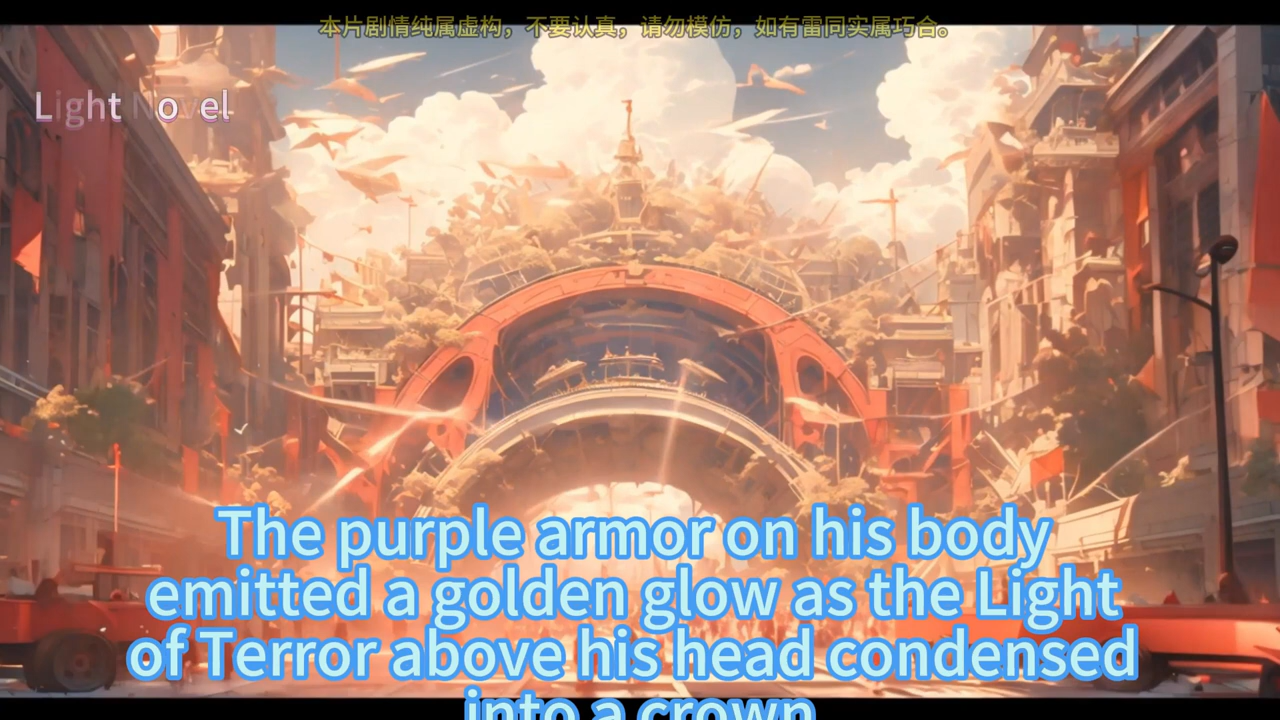 本片剧情纯属虚构，不要认真，请勿模仿，如有雷同实属巧合。
Light Novel
The purple armor on his body
emitted a golden glow as the Light
of Terror above his head condensed
into a crown